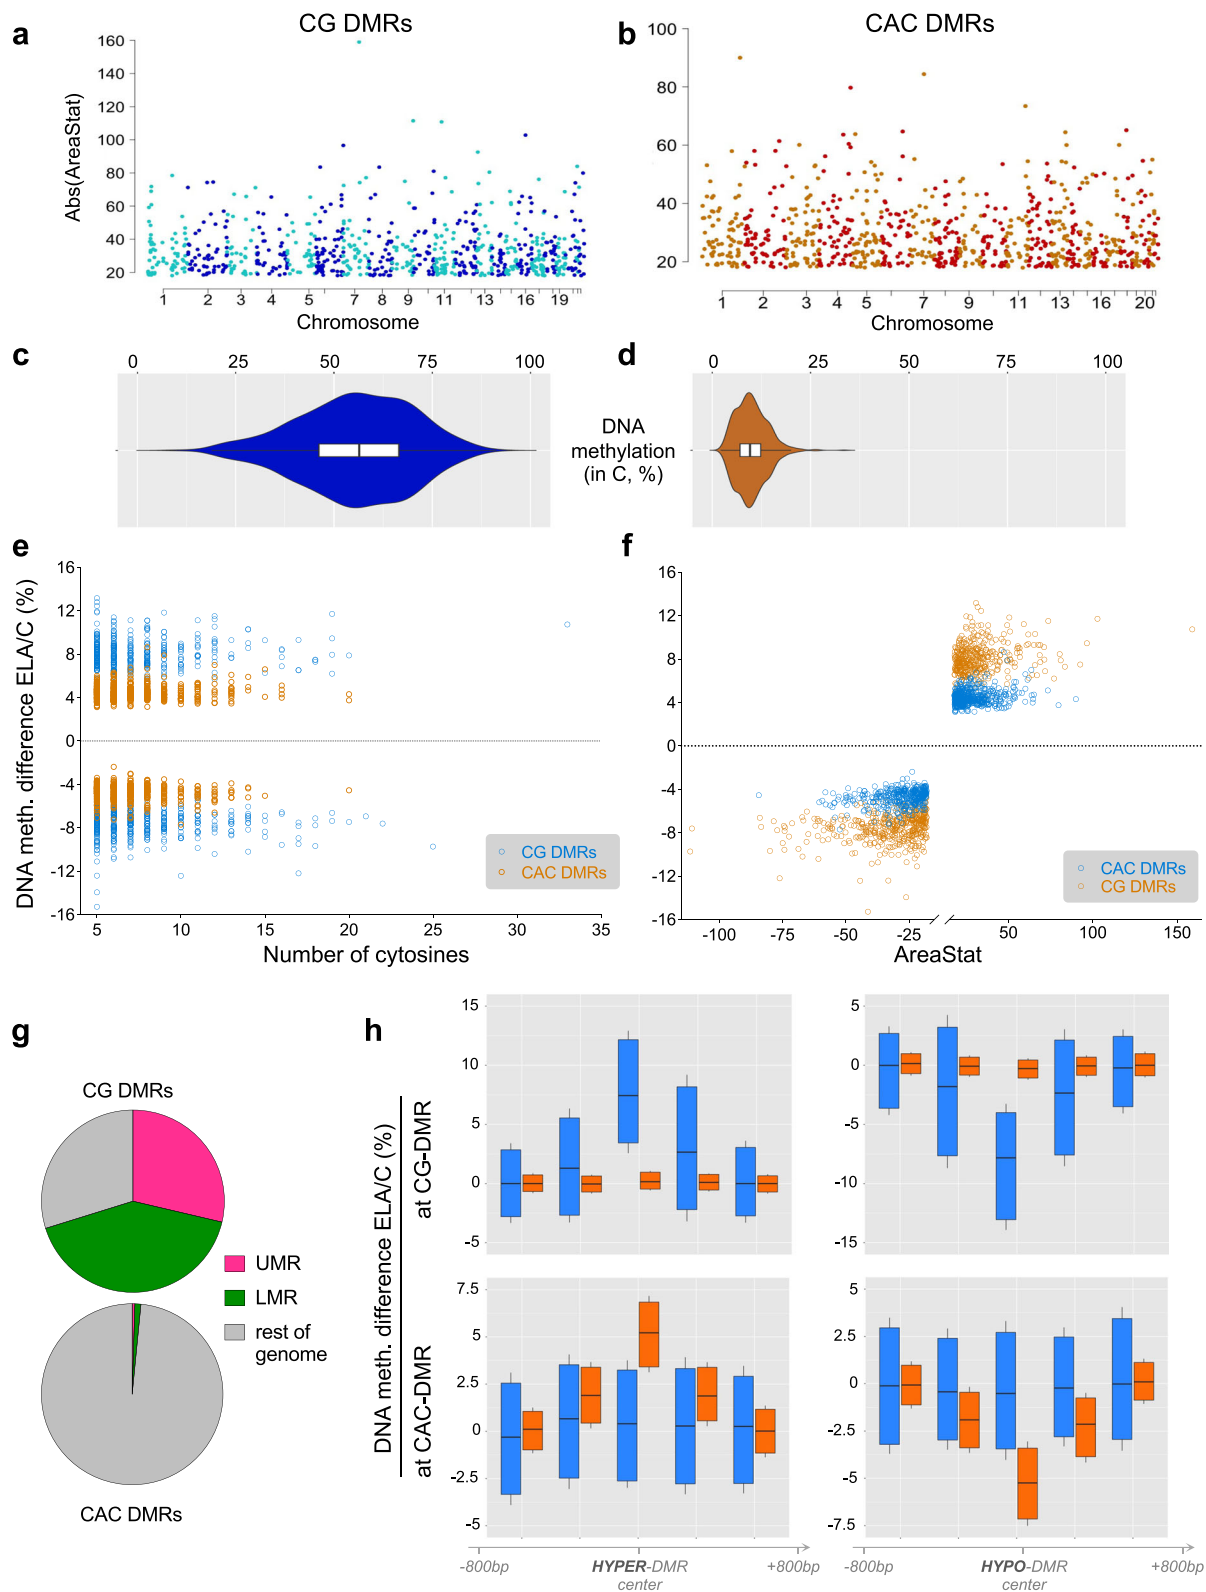 a
CG DMRs
b
CAC DMRs
160
140
120
100
80
60
40
20
Abs(AreaStat)
1
2
3
4
5
7
8
9
11
13
16
19
Chromosome
100
80
60
40
20
1
2
3
4
5
7
9
11
13
16
20
Chromosome
c
0
25
50
75
100
d
0
25
50
75
100
DNA
methylation
(in C, %)
e
DNA meth. difference ELA/C (%)
16
12
8
4
0
-4
-8
-12
-16
CG DMRs
CAC DMRs
5
10
15
20
25
30
35
Number of cytosines
f
16
12
8
4
0
-4
-8
-12
-16
CAC DMRs
CG DMRs
-100
-75
-50
-25
50
100
150
AreaStat
g
CG DMRs
UMR
LMR
rest of
genome
CAC DMRs
h
DNA meth. difference ELA/C (%)
at CG-DMR
at CAC-DMR
15
10
5
0
-5
5
0
-5
-10
-15
7.5
5
2.5
0
-2.5
-5
5
2.5
0
-2.5
-5
-7.5
-800bp
HYPER-DMR
center
+800bp
-800bp
HYPO-DMR
center
+800bp